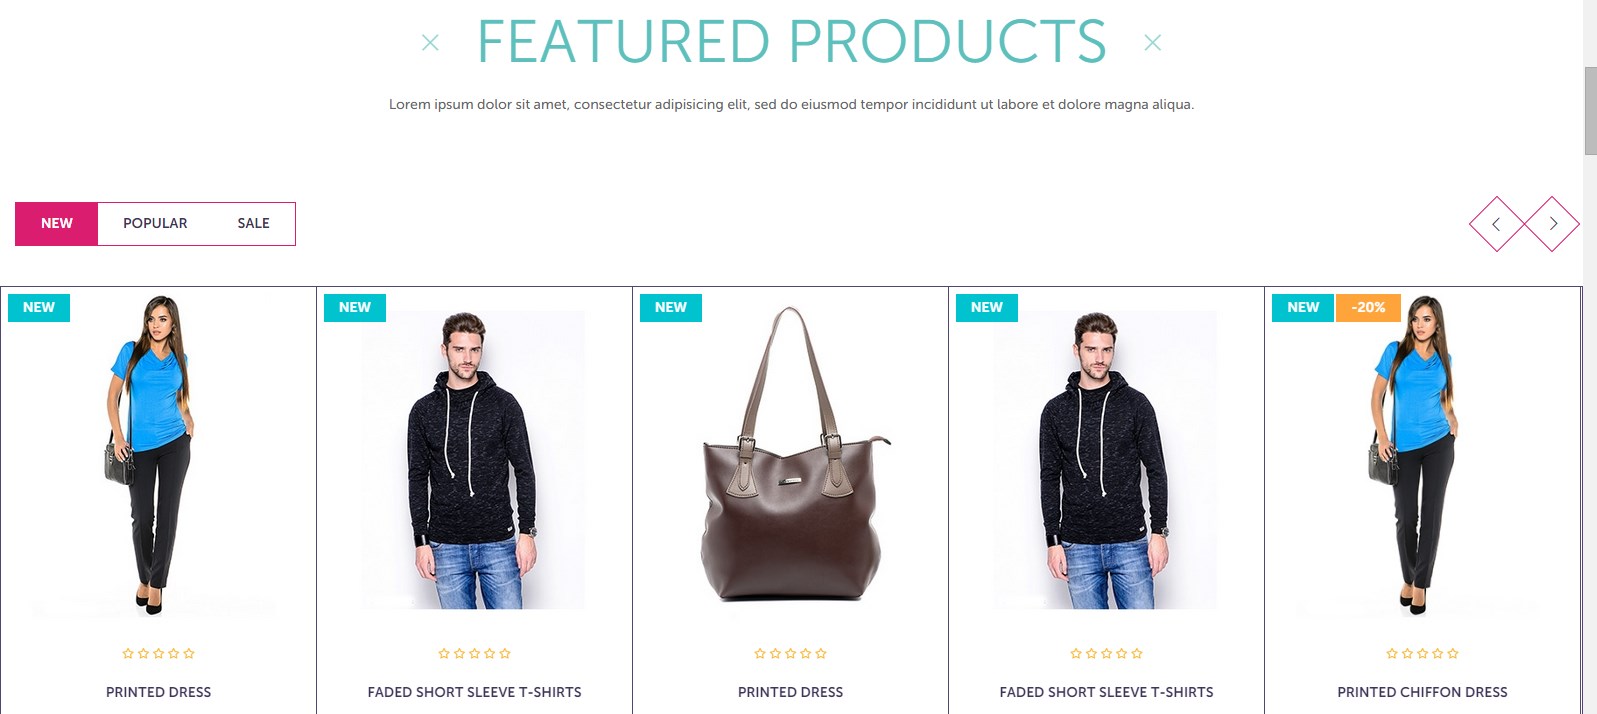 FEATURED PRODUCTS
Lorem ipsum dolor sit amet, consectetur adipisicing elit, sed do eiusmod tempor incididunt ut labore et dolore magna aliqua.
NEW POPULAR SALE
NEW NEW NEW NEW NEW -20%
PRINTED DRESS FADED SHORT SLEEVE T-SHIRTS PRINTED DRESS FADED SHORT SLEEVE T-SHIRTS PRINTED CHIFFON DRESS